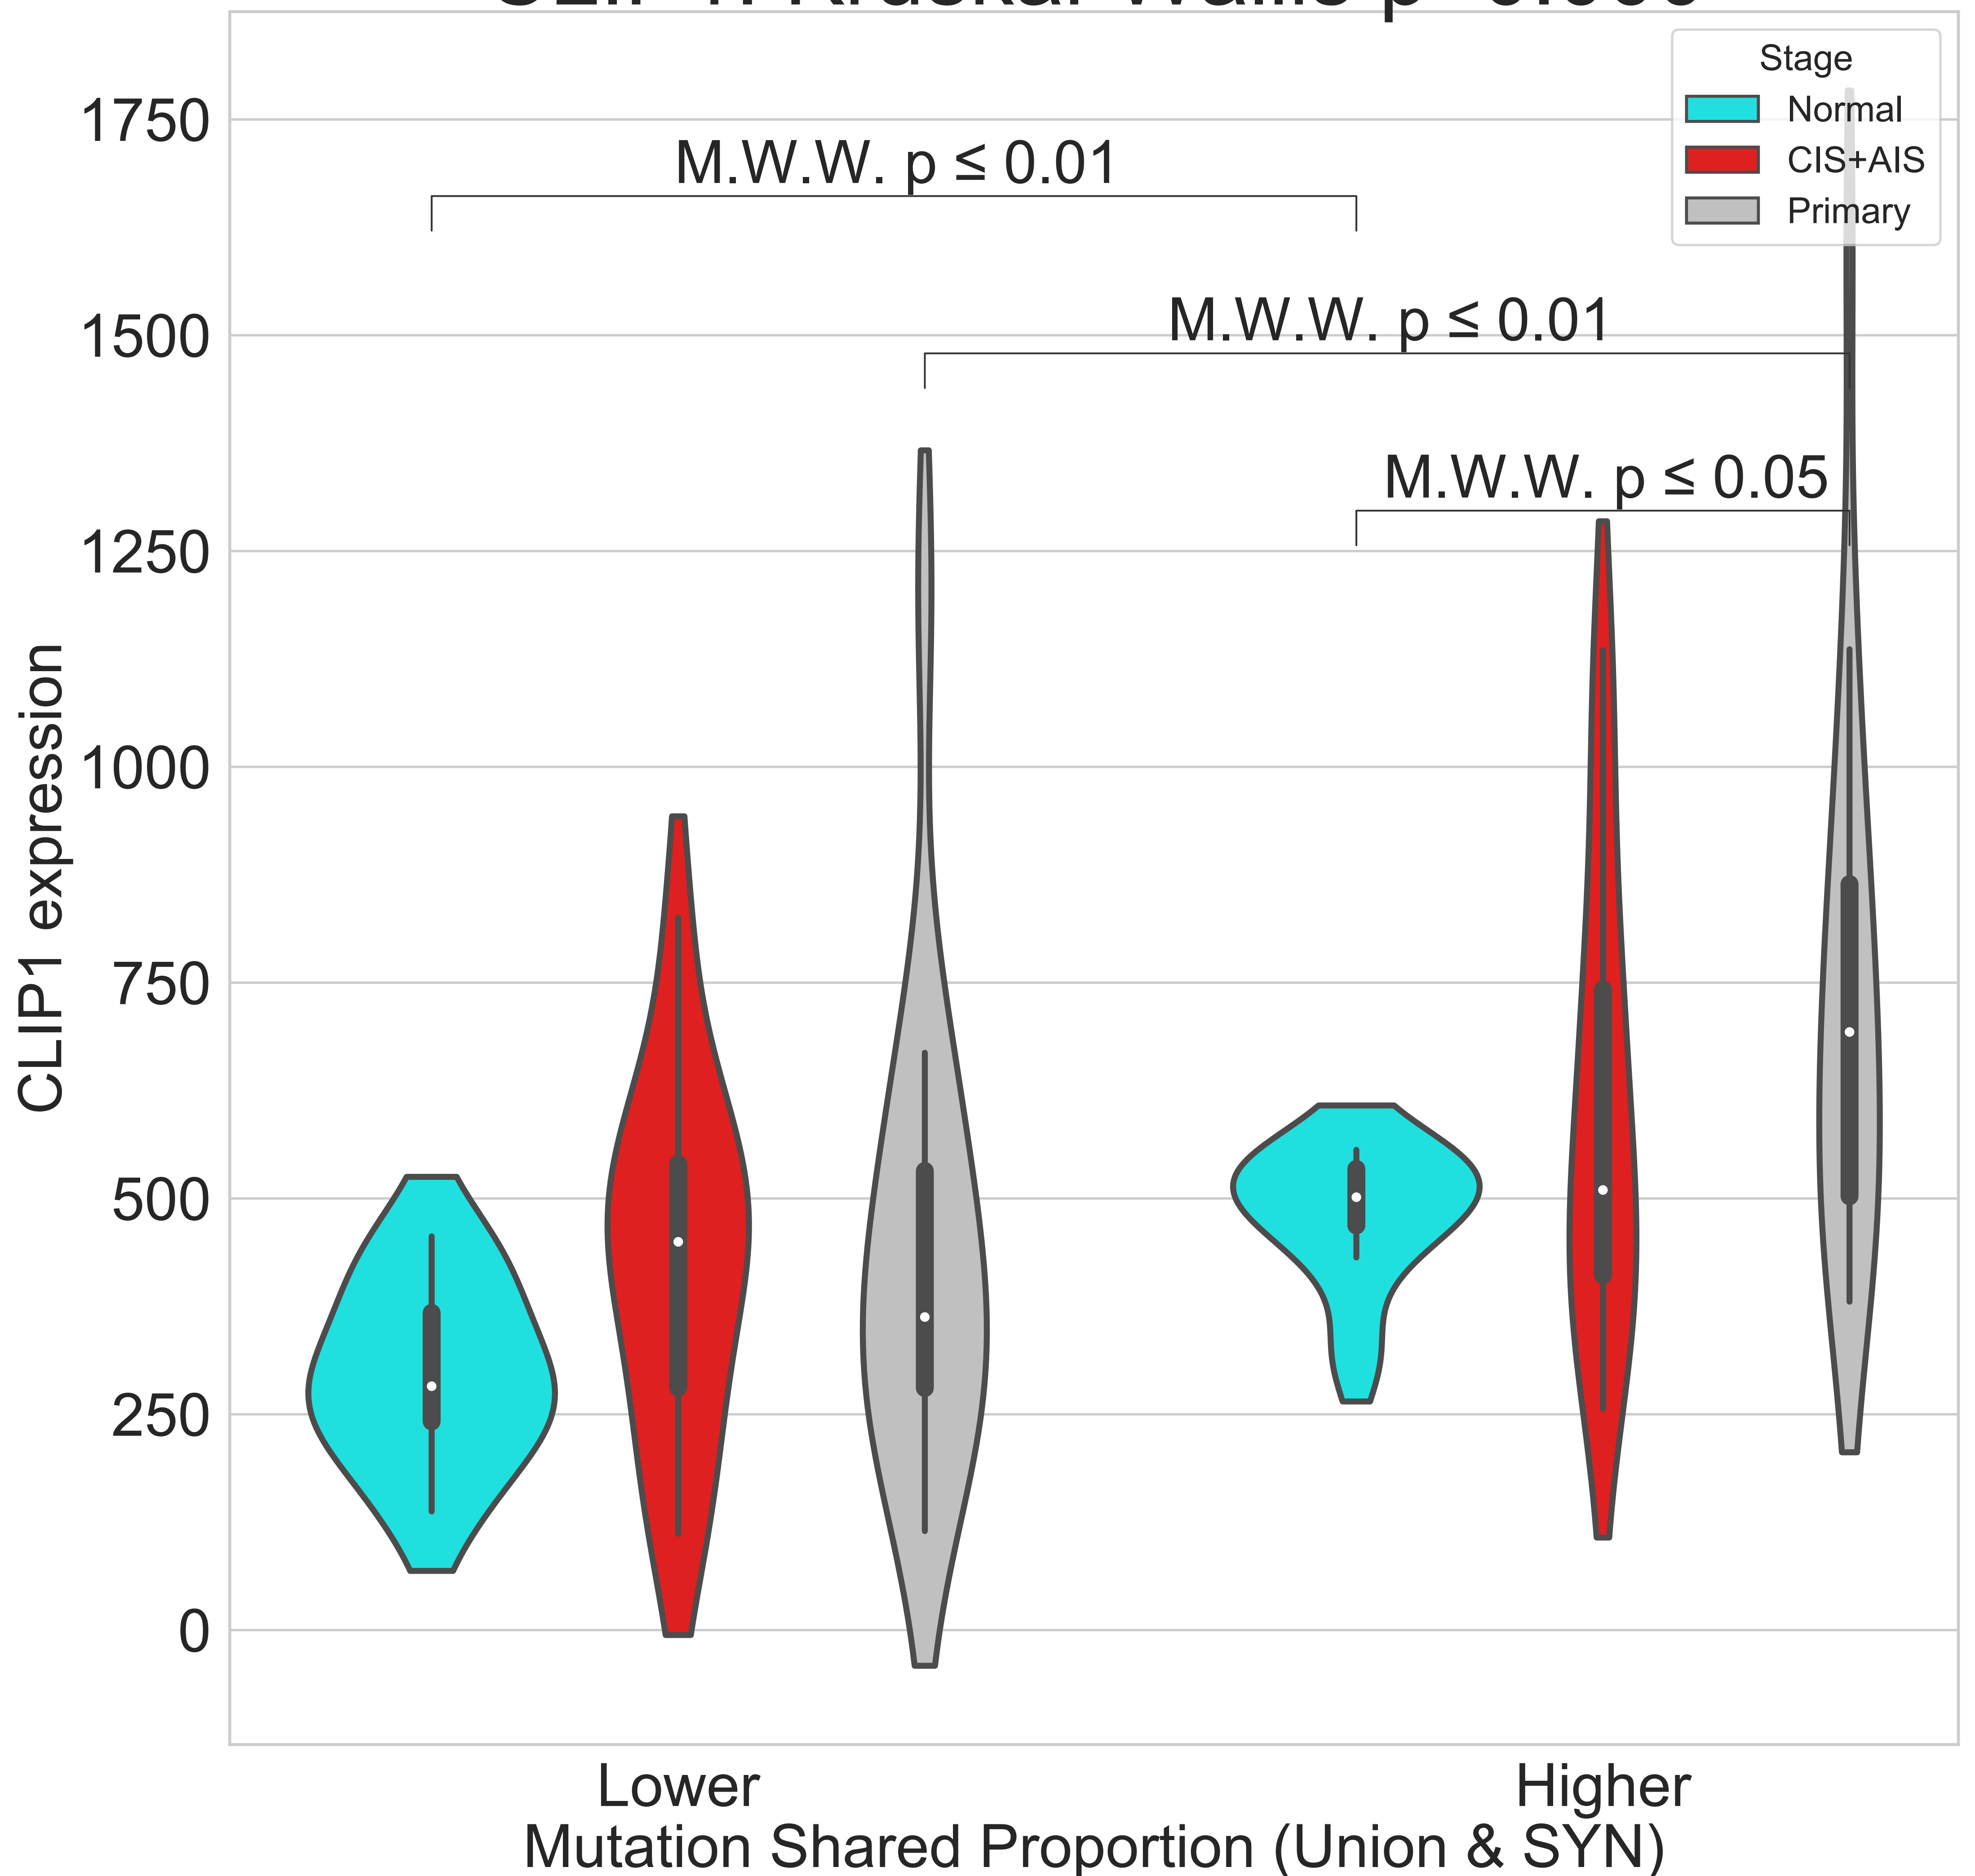 Stage
Normal
CIS+AIS
Primary
1750
1500
1250
1000
750
500
250
0
M.W.W. p ≤ 0.01
M.W.W. p ≤ 0.01
M.W.W. p ≤ 0.05
CLIP1 expression
Lower
Higher
Mutation Shared Proportion (Union & SYN)